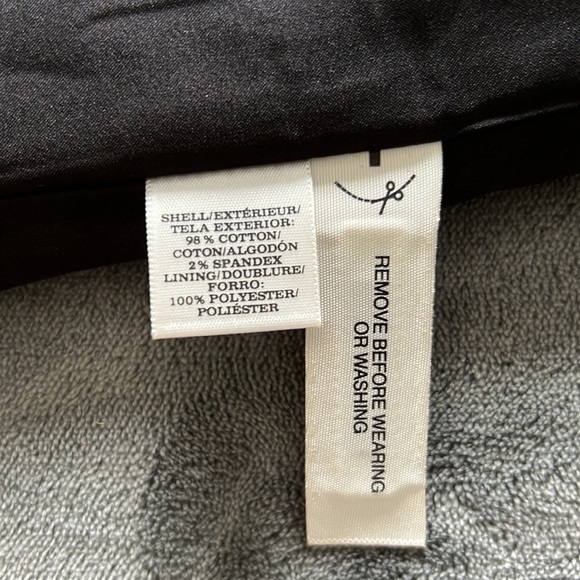 SHELL/EXTÉRIEUR/
TELA EXTERIOR:
98% COTTON/
COTON/ALGODÓN
2% SPANDEX
LINING/DOUBLURE/
FORRO:
100% POLYESTER/
POLIÉSTER
REMOVE BEFORE WEARING
OR WASHING